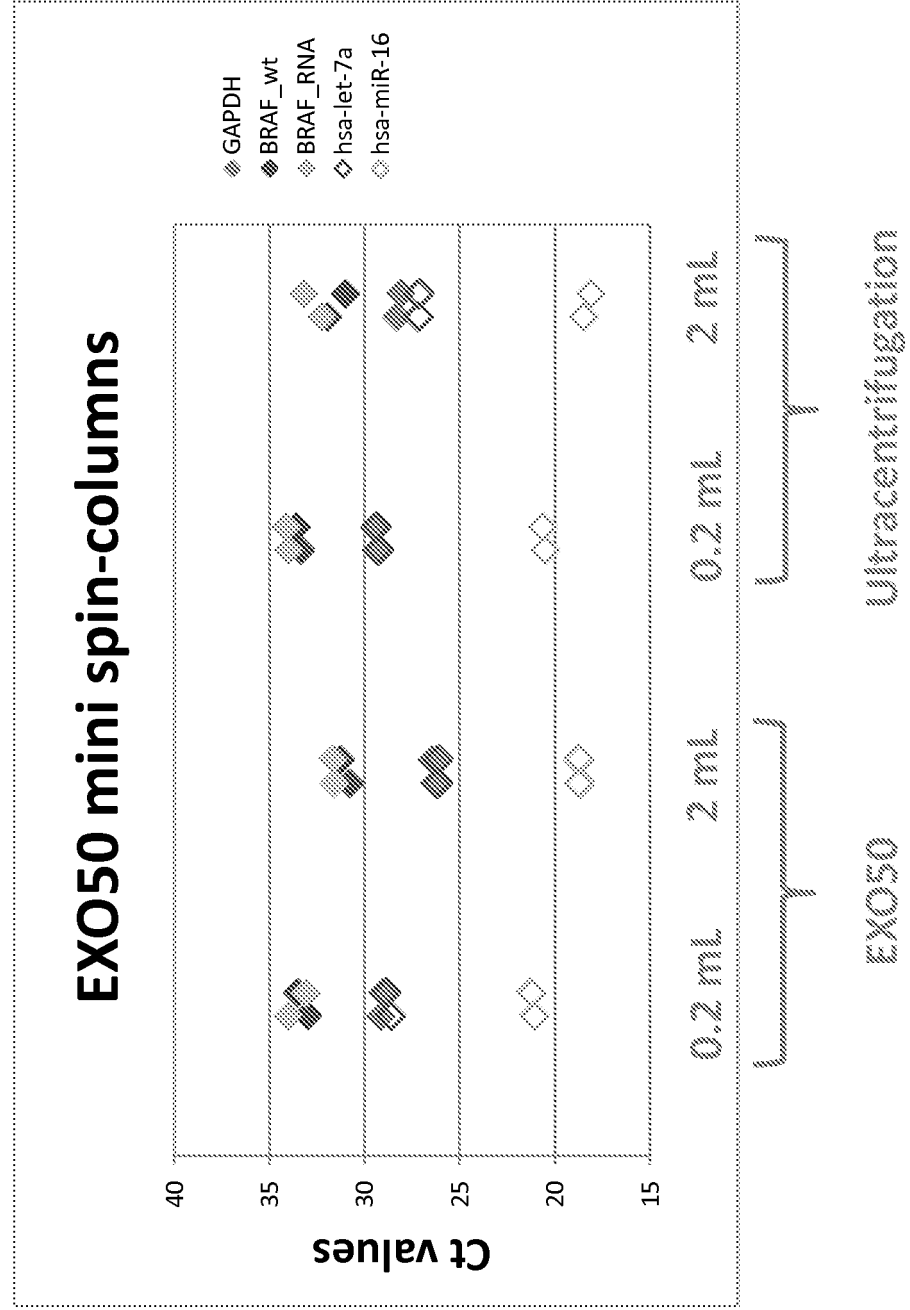 EXO50 mini spin-columns
Ct values
40
35
30
25
20
15
GAPDH
BRAF_wt
BRAF_RNA
hsa-let-7a
hsa-miR-16
0.2 mL
2 mL
0.2 mL
2 mL
EXO50
Ultracentrifugation